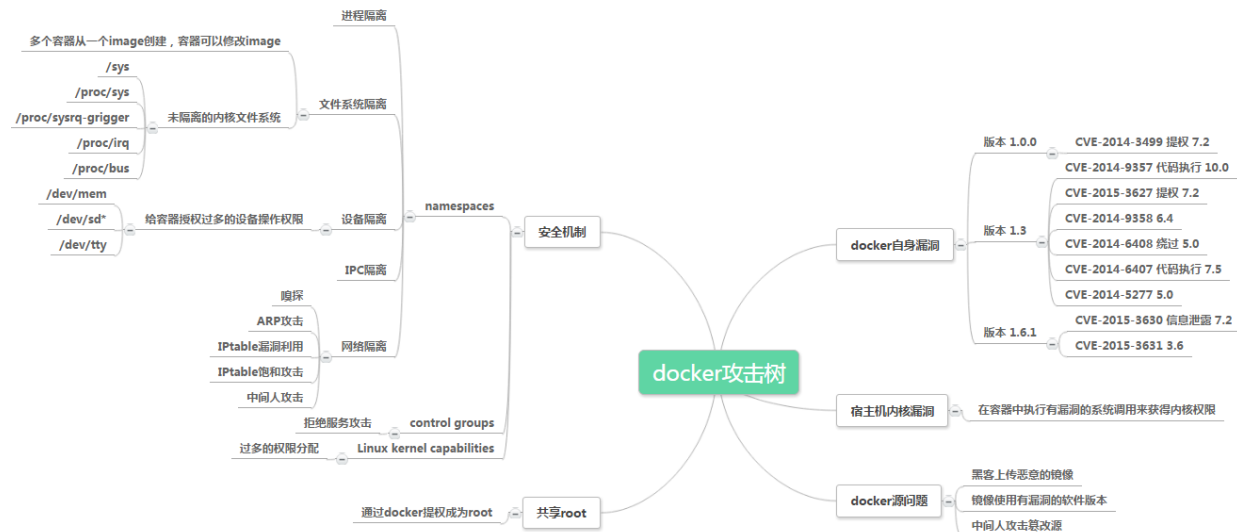 docker攻击树
安全机制
namespaces
进程隔离
文件系统隔离
多个容器从一个image创建，容器可以修改image
未隔离的内核文件系统
/sys
/proc/sys
/proc/sysrq-grigger
/proc/irq
/proc/bus
设备隔离
给容器授权过多的设备操作权限
/dev/mem
/dev/sd*
/dev/tty
IPC隔离
网络隔离
嗅探
ARP攻击
IPtable漏洞利用
IPtable饱和攻击
中间人攻击
control groups
拒绝服务攻击
Linux kernel capabilities
过多的权限分配
共享root
通过docker提权成为root
docker自身漏洞
版本 1.0.0
CVE-2014-3499 提权 7.2
版本 1.3
CVE-2014-9357 代码执行 10.0
CVE-2015-3627 提权 7.2
CVE-2014-9358 6.4
CVE-2014-6408 绕过 5.0
CVE-2014-6407 代码执行 7.5
CVE-2014-5277 5.0
版本 1.6.1
CVE-2015-3630 信息泄露 7.2
CVE-2015-3631 3.6
宿主机内核漏洞
在容器中执行有漏洞的系统调用来获得内核权限
docker源问题
黑客上传恶意的镜像
镜像使用有漏洞的软件版本
中间人攻击篡改源